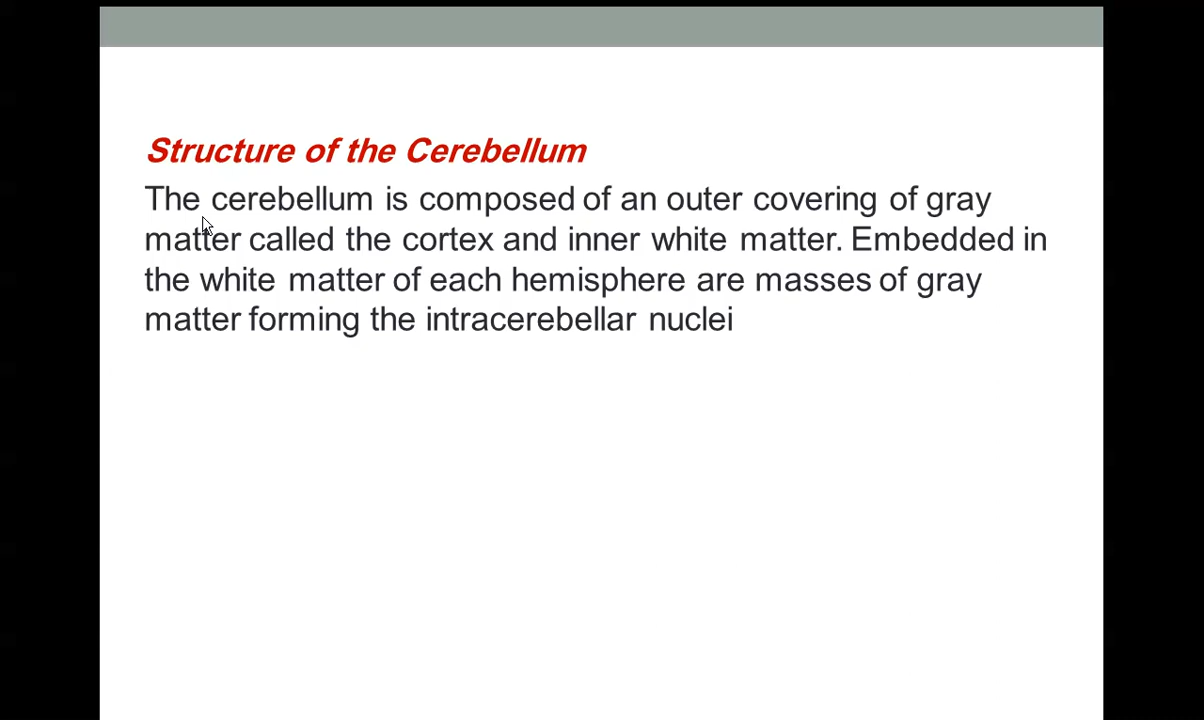 Structure of the Cerebellum
The cerebellum is composed of an outer covering of gray
matter called the cortex and inner white matter. Embedded in
the white matter of each hemisphere are masses of gray
matter forming the intracerebellar nuclei